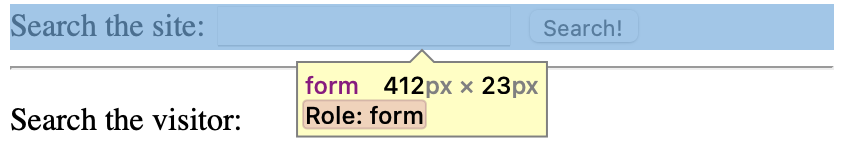 Search the site: Search!
form 412px × 23px
Role: form
Search the visitor: